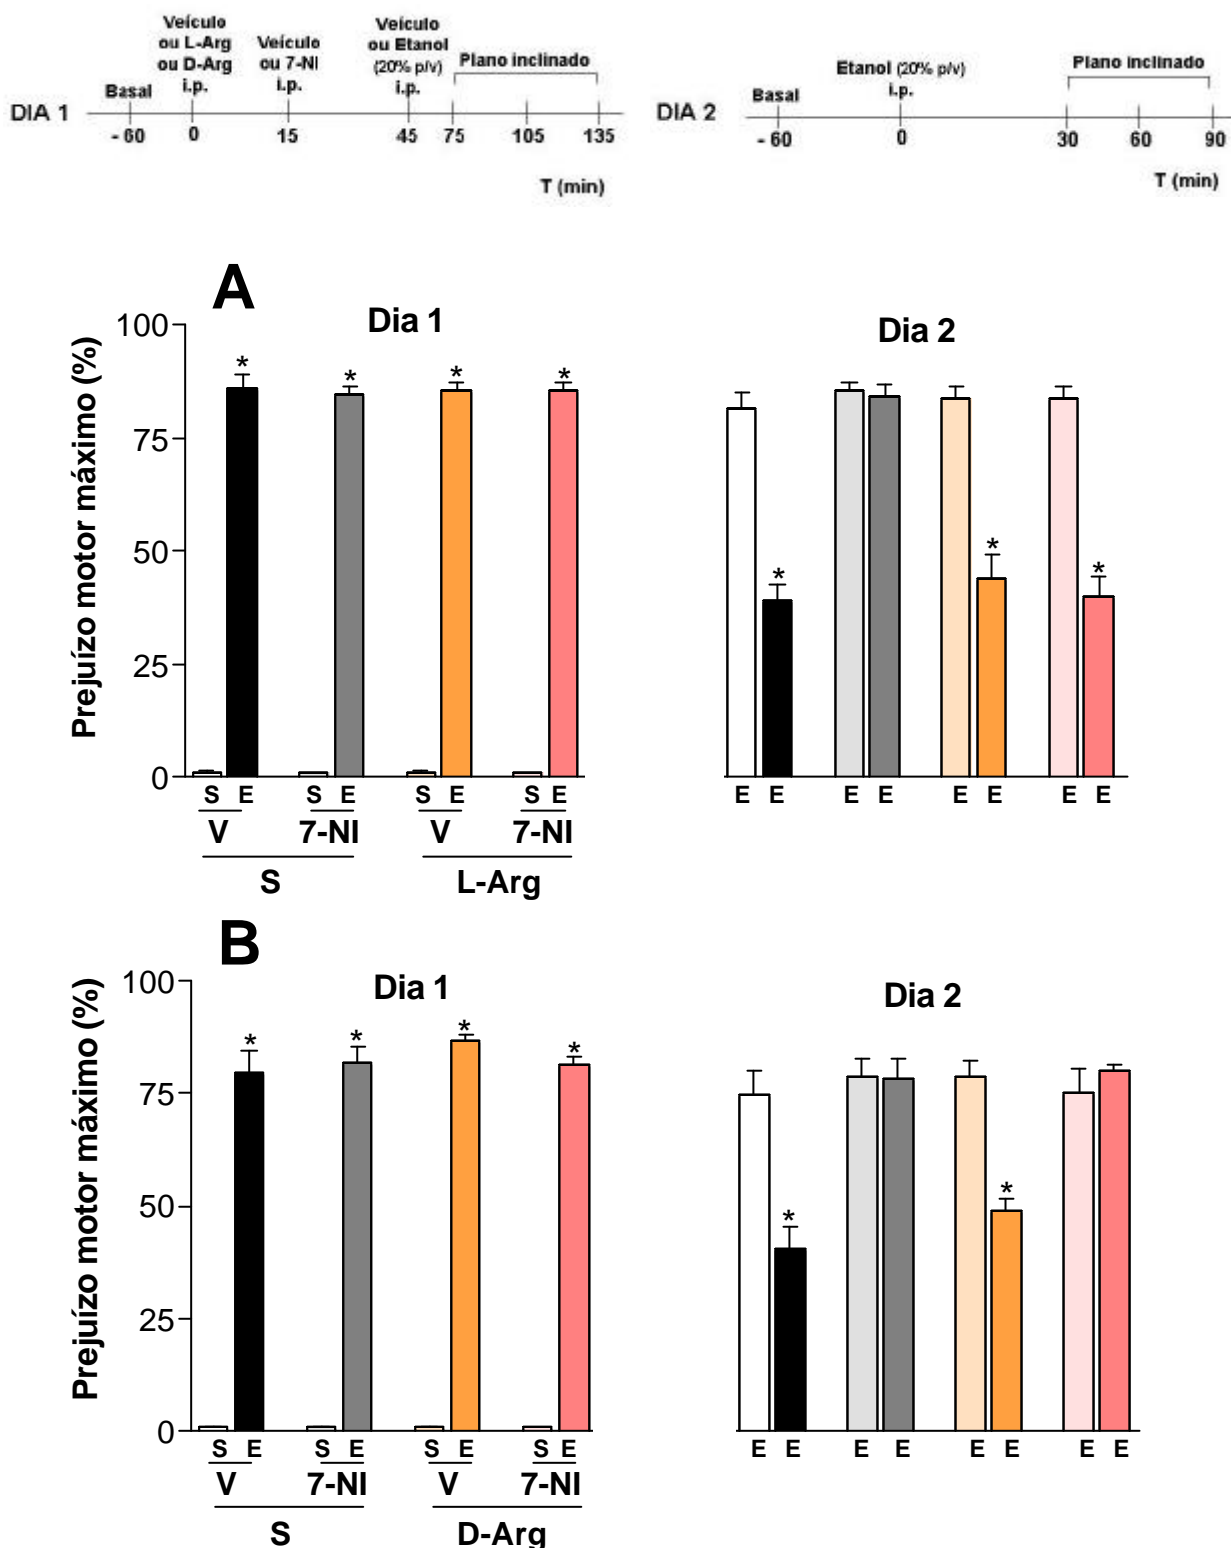 Veículo
ou L-Arg
ou D-Arg
i.p.
Veículo
ou 7-NI
i.p.
Veículo
ou Etanol
(20% p/v)
i.p.
Plano inclinado
Basal
DIA 1
- 60 0 15 45 75 105 135
T (min)
Etanol (20% p/v)
i.p.
Plano inclinado
Basal
DIA 2
- 60 0 30 60 90
T (min)
A
Dia 1
Dia 2
Prejuízo motor máximo (%)
100
75
50
25
0
* * * *
* * *
S E S E S E S E
V 7-NI V 7-NI
S L-Arg
E E E E E E E E
B
Dia 1
Dia 2
Prejuízo motor máximo (%)
100
75
50
25
0
* * * *
* *
S E S E S E S E
V 7-NI V 7-NI
S D-Arg
E E E E E E E E